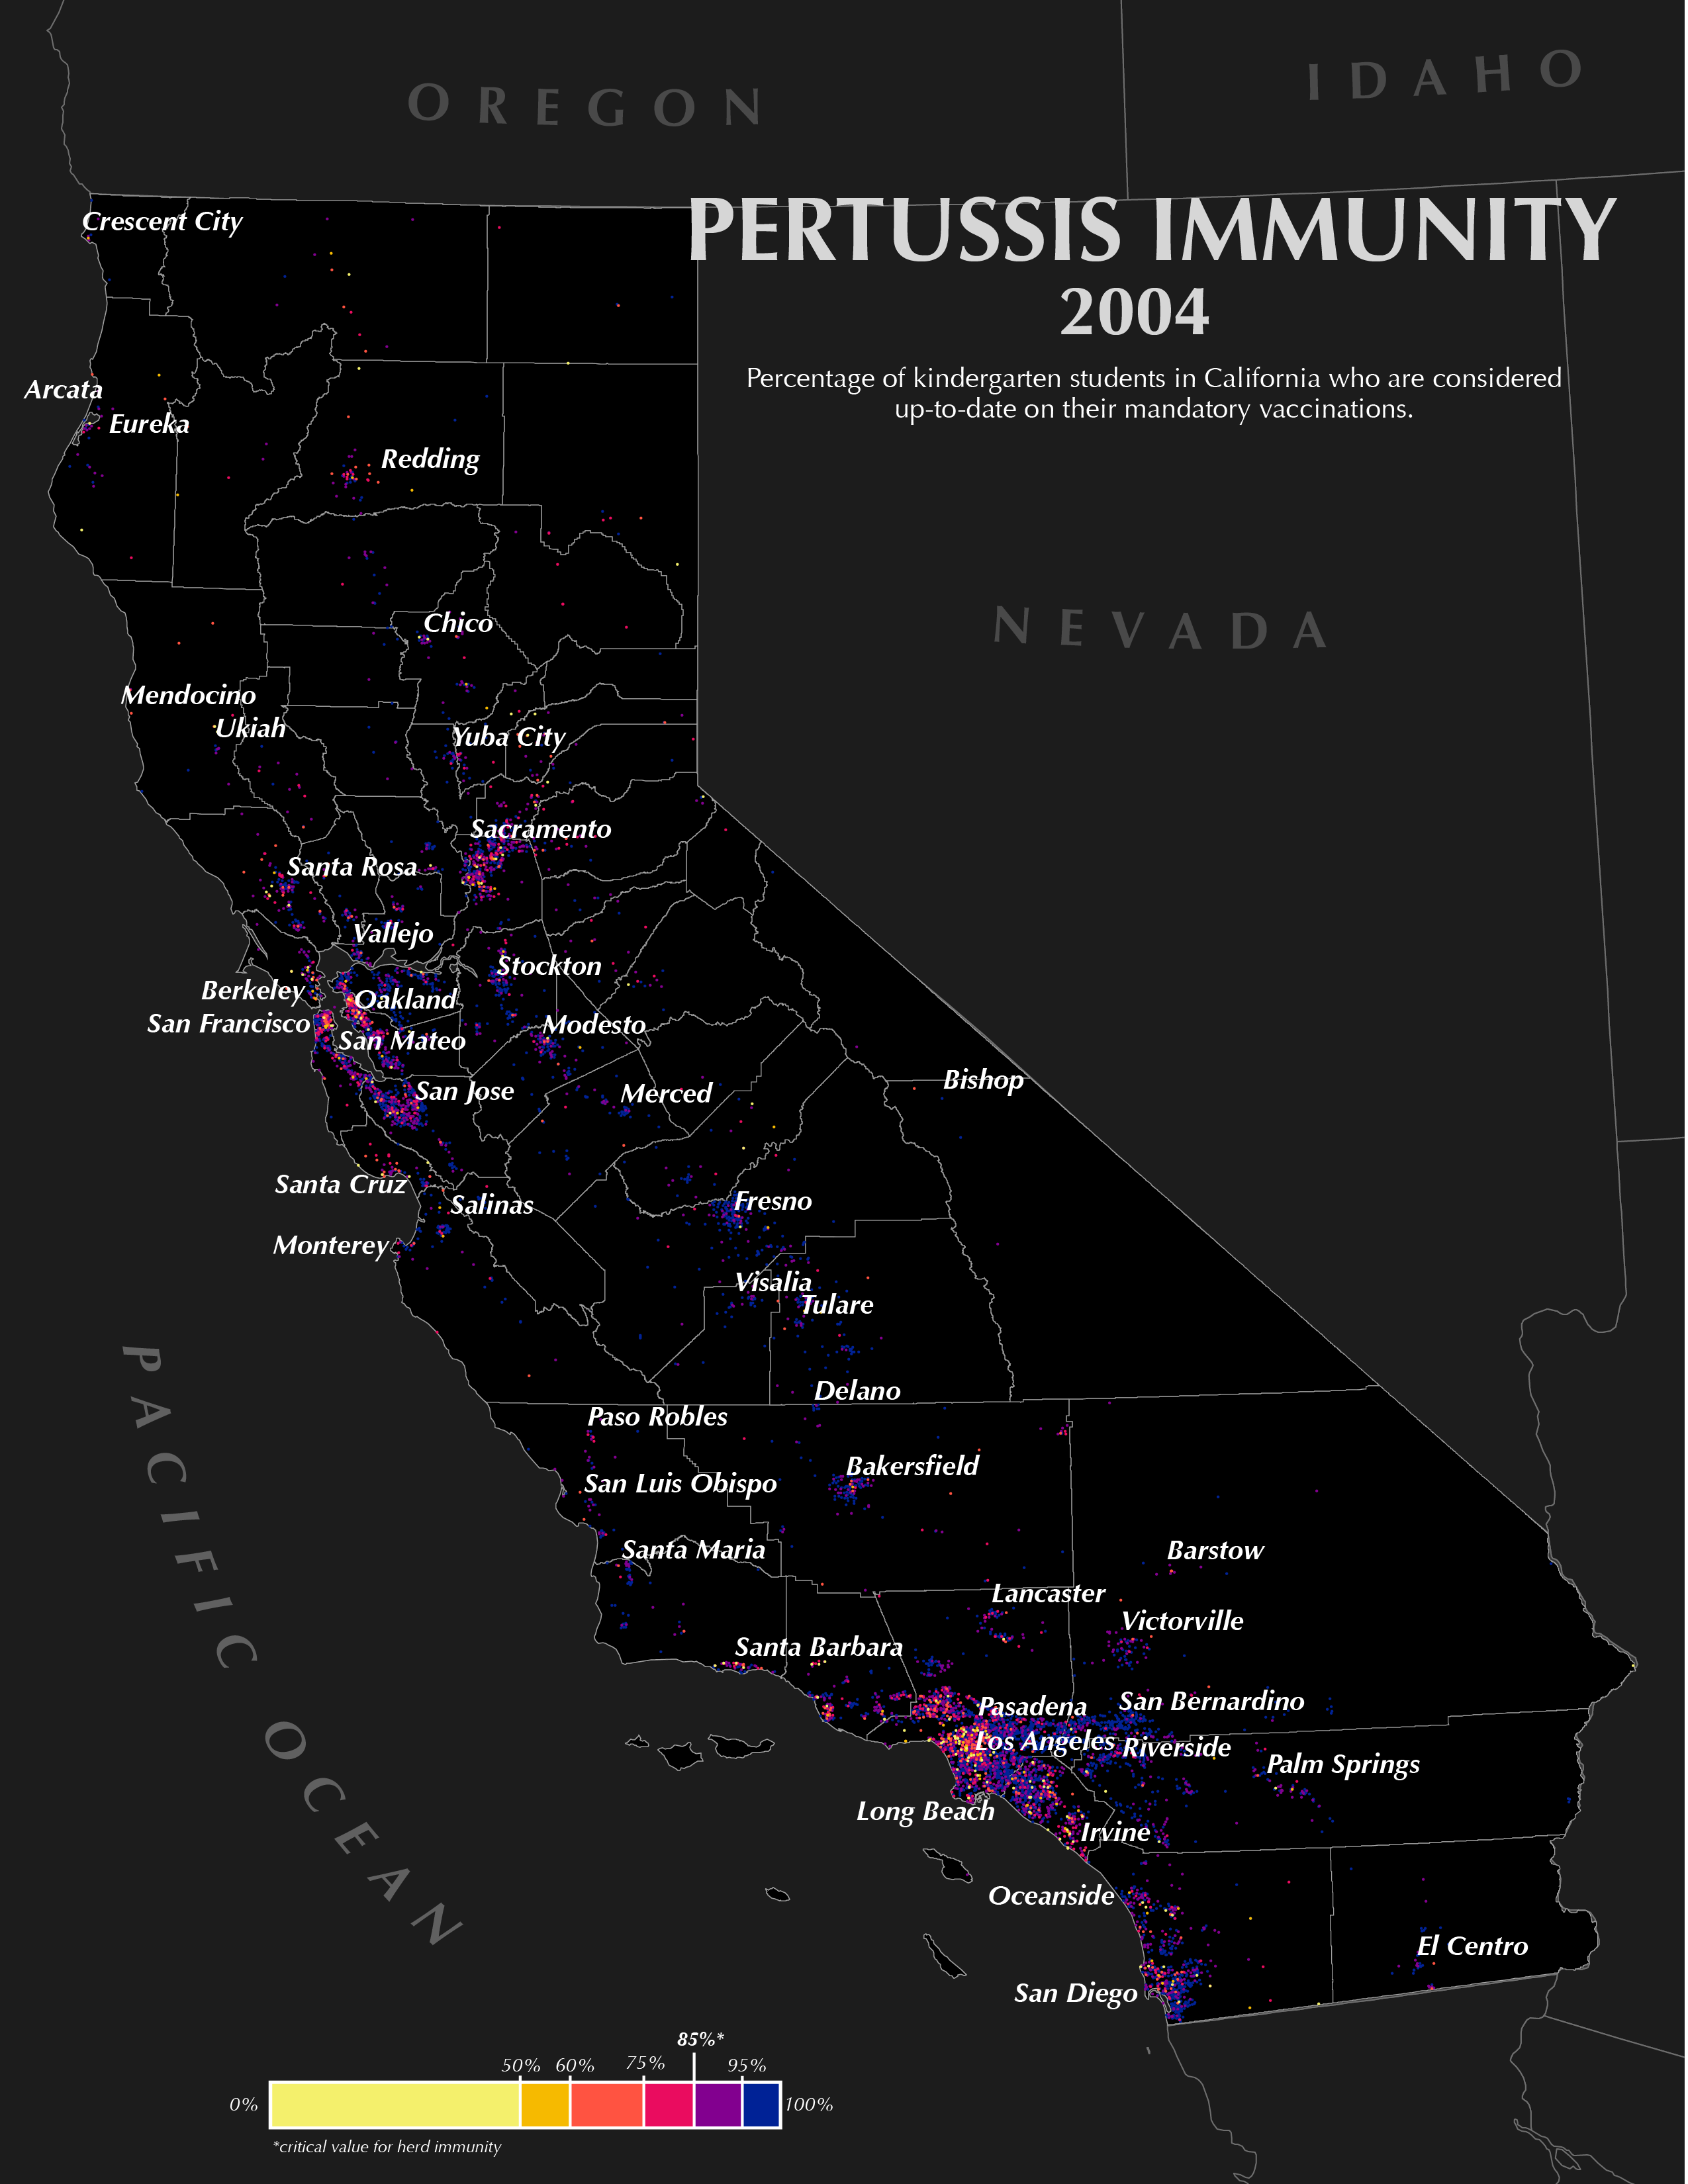 OREGON
IDAHO
PERTUSSIS IMMUNITY
2004
Percentage of kindergarten students in California who are considered
up-to-date on their mandatory vaccinations.
NEVADA
Crescent City
Arcata
Eureka
Redding
Chico
Mendocino
Ukiah
Yuba City
Sacramento
Santa Rosa
Vallejo
Stockton
Berkeley
Oakland
San Francisco
Modesto
San Mateo
Bishop
San Jose
Merced
Santa Cruz
Salinas
Fresno
Monterey
Visalia
Tulare
Delano
Paso Robles
Bakersfield
San Luis Obispo
Santa Maria
Barstow
Lancaster
Victorville
Santa Barbara
Pasadena
San Bernardino
Los Angeles
Riverside
Palm Springs
Long Beach
Irvine
Oceanside
El Centro
San Diego
PACIFIC OCEAN
85%*
50% 60% 75% 95%
0% 100%
*critical value for herd immunity